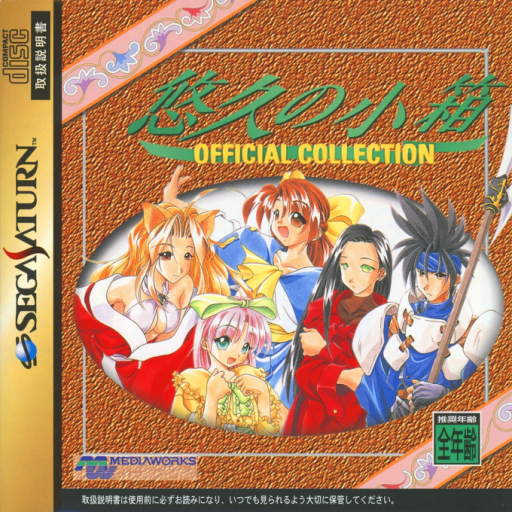 COMPACT
disc
取扱説明書
SEGA SATURN™
悠久の小箱
OFFICIAL COLLECTION
推奨年齢
全年齢
MW MEDIAWORKS
取扱説明書は使用前に必ずお読みになり、いつでも見られるよう大切に保管してください。